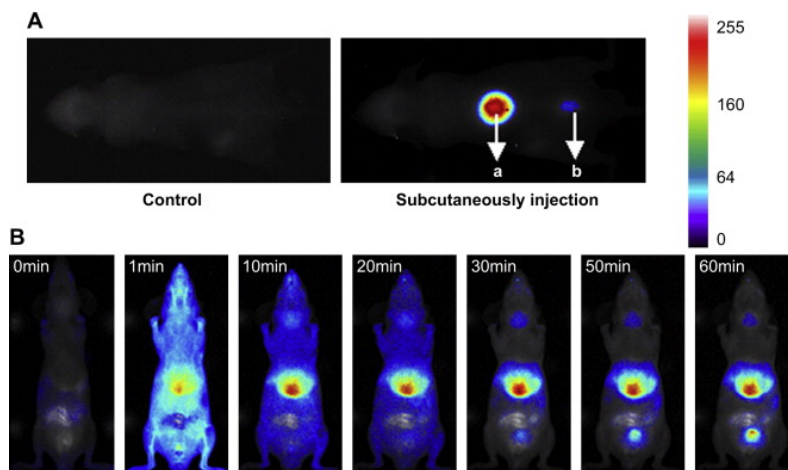 A
a
b
Control
Subcutaneously injection
255
160
64
0
B
0min
1min
10min
20min
30min
50min
60min